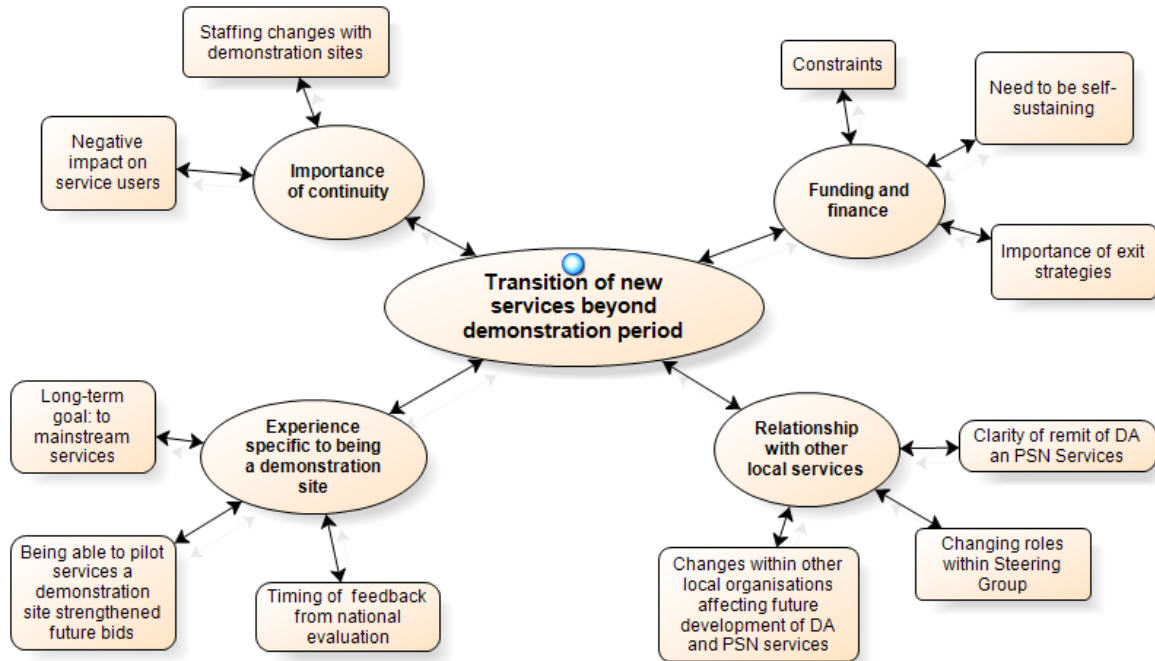 Staffing changes with
demonstration sites
Constraints
Need to be self-
sustaining
Negative
impact on
service users
Importance
of continuity
Funding and
finance
Importance of exit
strategies
Transition of new
services beyond
demonstration period
Long-term
goal: to
mainstream
services
Experience
specific to being
a demonstration
site
Relationship
with other
local services
Clarity of remit of DA
an PSN Services
Being able to pilot
services a
demonstration
site strengthened
future bids
Timing of feedback
from national
evaluation
Changes within other
local organisations
affecting future
development of DA
and PSN services
Changing roles
within Steering
Group